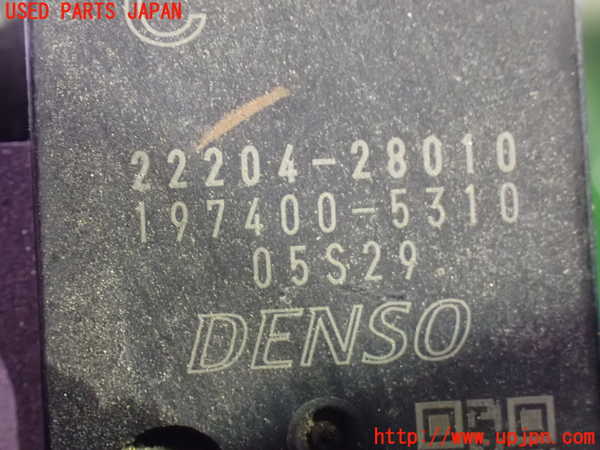 USED PARTS JAPAN
C
22204-28010
197400-5310
05S29
DENSO
http://www.upjpn.com/